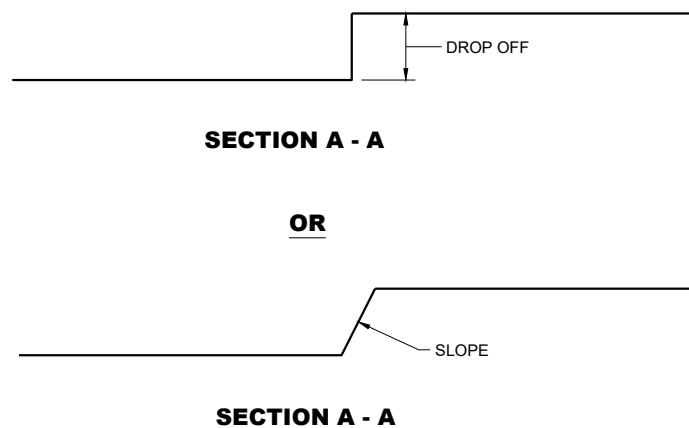 DROP OFF
SECTION A - A
OR
SLOPE
SECTION A - A